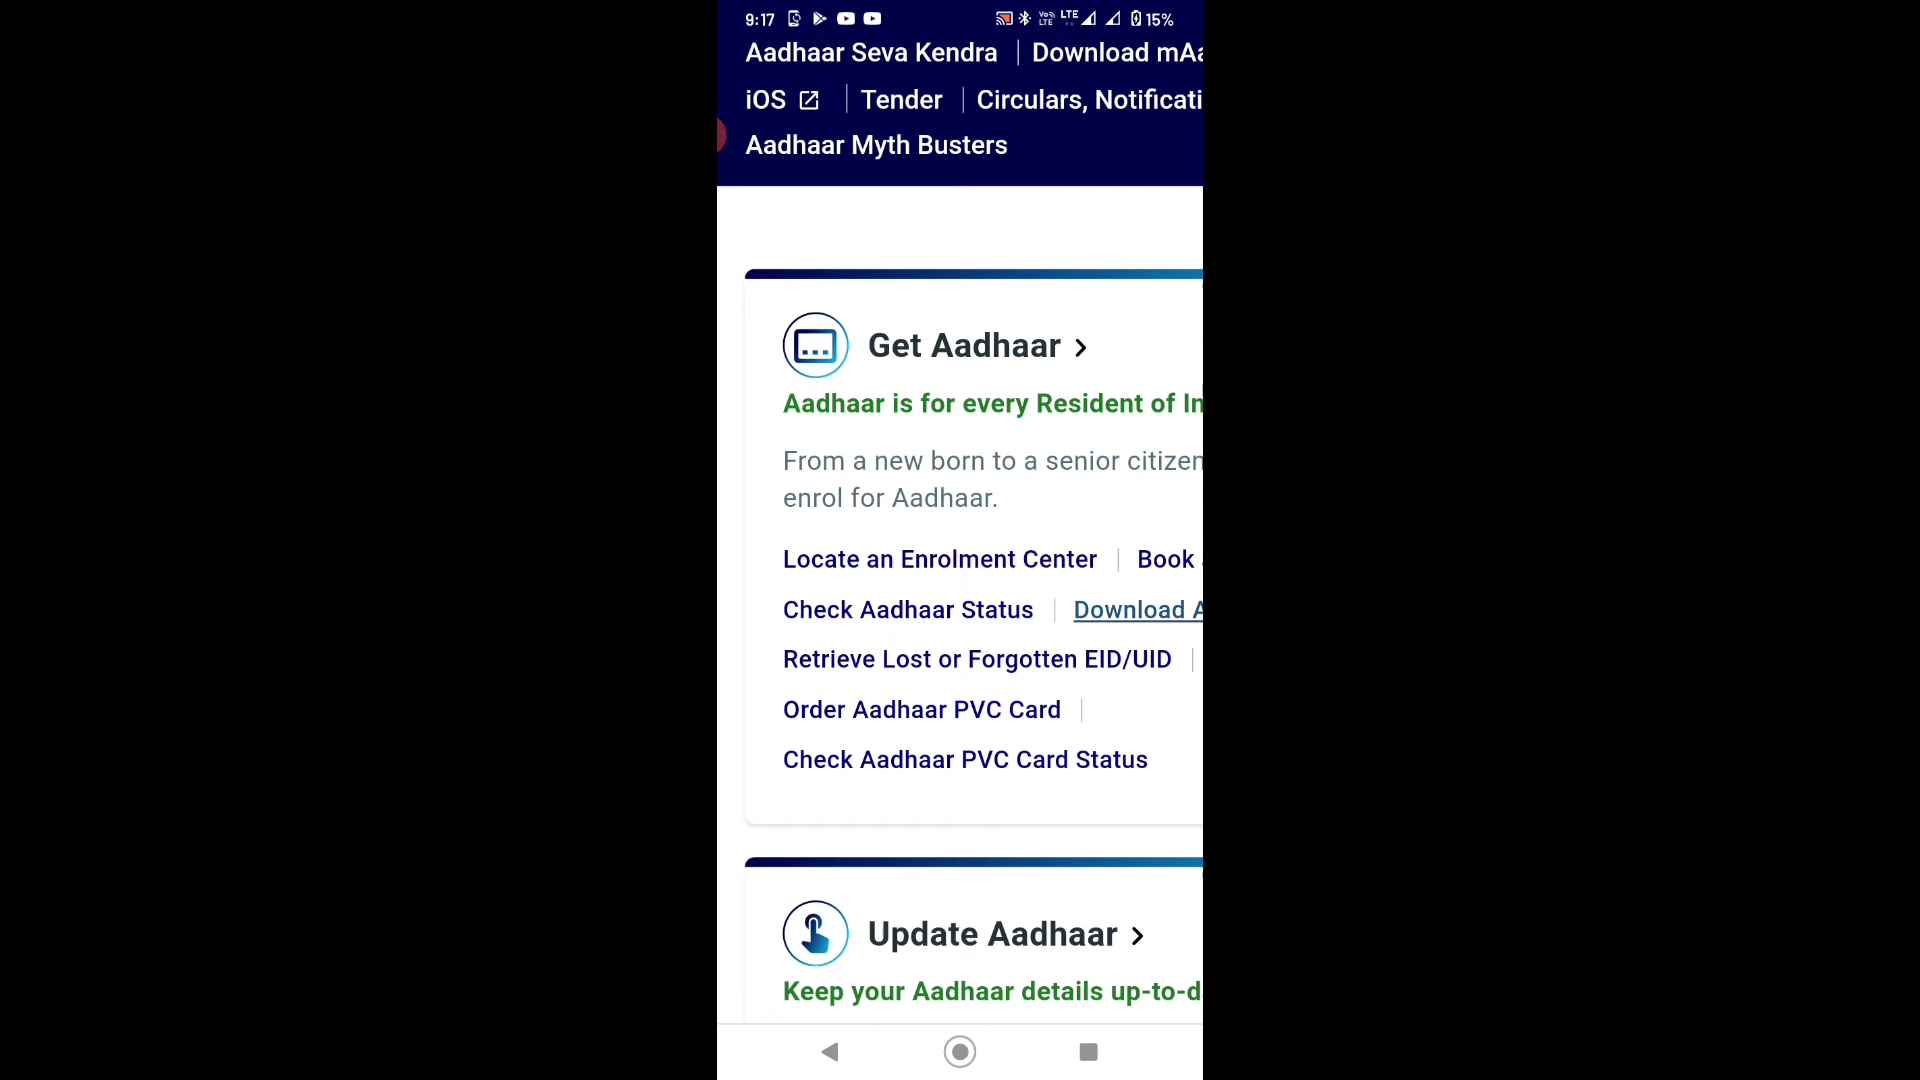 9:17 Vo) LTE LTE 15%
Aadhaar Seva Kendra | Download mAa
iOS | Tender | Circulars, Notificati
Aadhaar Myth Busters
Get Aadhaar >
Aadhaar is for every Resident of In
From a new born to a senior citizen
enrol for Aadhaar.
Locate an Enrolment Center | Book
Check Aadhaar Status | Download A
Retrieve Lost or Forgotten EID/UID |
Order Aadhaar PVC Card |
Check Aadhaar PVC Card Status
Update Aadhaar >
Keep your Aadhaar details up-to-d